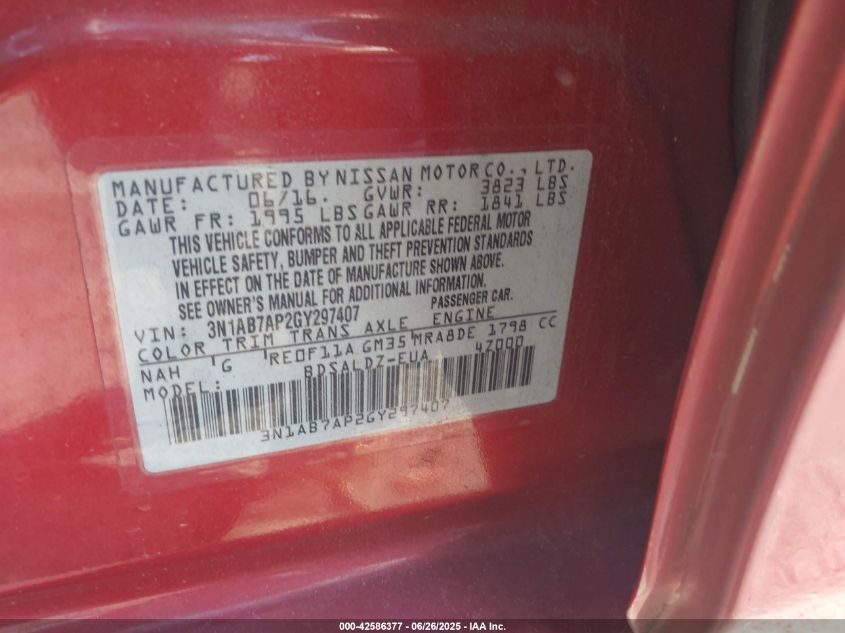 MANUFACTURED BY NISSAN MOTOR CO., LTD.
DATE: 06/16. GVWR: 3823 LBS
GAWR FR: 1995 LBS GAWR RR: 1841 LBS
THIS VEHICLE CONFORMS TO ALL APPLICABLE FEDERAL MOTOR
VEHICLE SAFETY, BUMPER AND THEFT PREVENTION STANDARDS
IN EFFECT ON THE DATE OF MANUFACTURE SHOWN ABOVE.
SEE OWNER'S MANUAL FOR ADDITIONAL INFORMATION.
VIN: 3N1AB7AP2GY297407 PASSENGER CAR.
COLOR TRIM TRANS AXLE ENGINE
NAH G RE0F11A GM35 MRA8DE 1798 CC
MODEL: BDSALDZ-EUA 47000
3N1AB7AP2GY297407
000-42586377 - 06/26/2025 - IAA Inc.